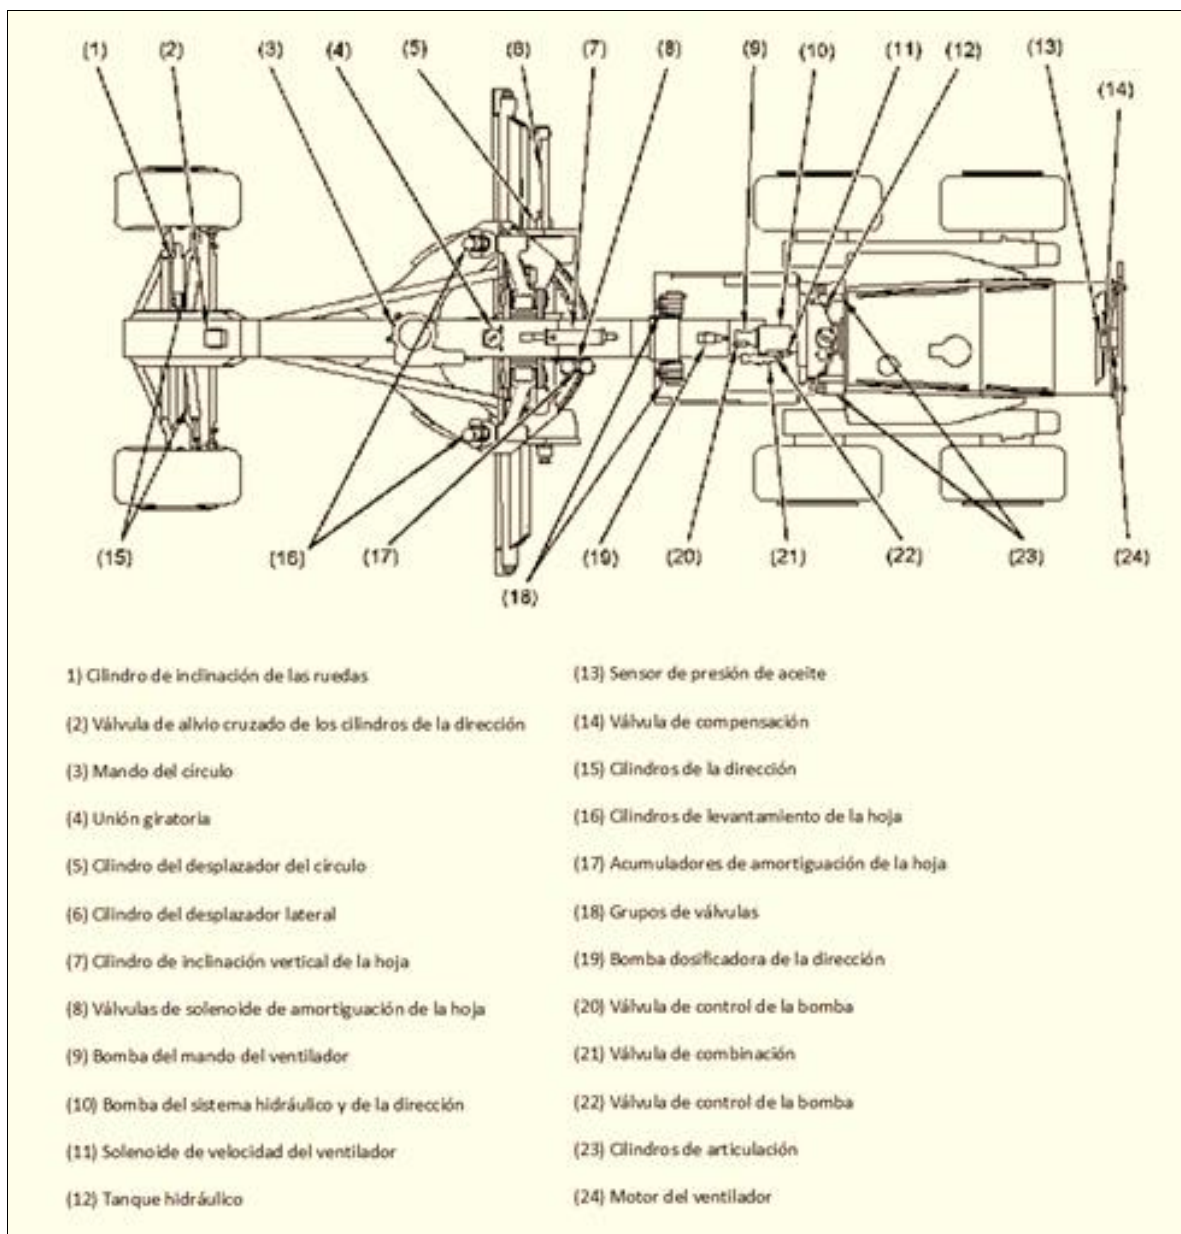 (1) (2) (3) (4) (5) (6) (7) (8) (9) (10) (11) (12) (13)
(14)
(15) (16) (17) (19) (20) (21) (22) (23) (24)
(18)
1) Cilindro de inclinación de las ruedas
(2) Válvula de alivio cruzado de los cilindros de la dirección
(3) Mando del círculo
(4) Unión giratoria
(5) Cilindro del desplazador del círculo
(6) Cilindro del desplazador lateral
(7) Cilindro de inclinación vertical de la hoja
(8) Válvulas de solenoide de amortiguación de la hoja
(9) Bomba del mando del ventilador
(10) Bomba del sistema hidráulico y de la dirección
(11) Solenoide de velocidad del ventilador
(12) Tanque hidráulico
(13) Sensor de presión de aceite
(14) Válvula de compensación
(15) Cilindros de la dirección
(16) Cilindros de levantamiento de la hoja
(17) Acumuladores de amortiguación de la hoja
(18) Grupos de válvulas
(19) Bomba dosificadora de la dirección
(20) Válvula de control de la bomba
(21) Válvula de combinación
(22) Válvula de control de la bomba
(23) Cilindros de articulación
(24) Motor del ventilador